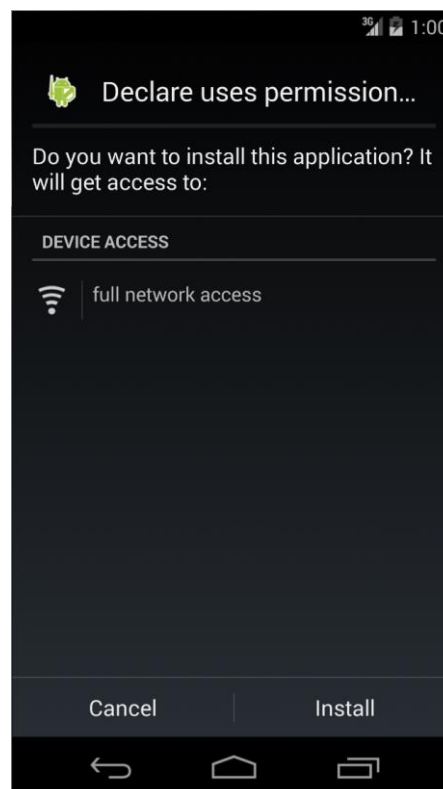 3G 1:00
Declare uses permission...
Do you want to install this application? It
will get access to:
DEVICE ACCESS
full network access
Cancel Install